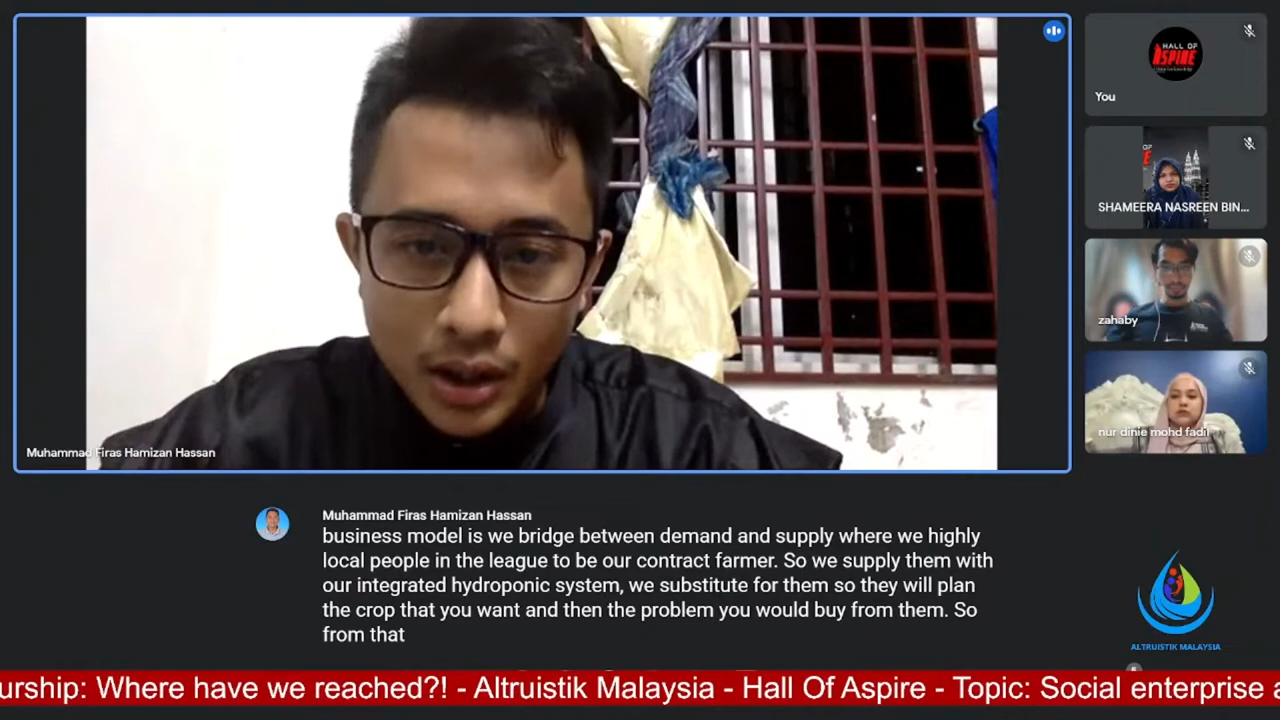 HALL OF
ASPIRE
You
SHAMEERA NASREEN BIN...
zahaby
nur dinie mohd fadil
Muhammad Firas Hamizan Hassan
Muhammad Firas Hamizan Hassan
business model is we bridge between demand and supply where we highly
local people in the league to be our contract farmer. So we supply them with
our integrated hydroponic system, we substitute for them so they will plan
the crop that you want and then the problem you would buy from them. So
from that
ALTRUISTIK MALAYSIA
urship: Where have we reached?! - Altruistik Malaysia - Hall Of Aspire - Topic: Social enterprise a